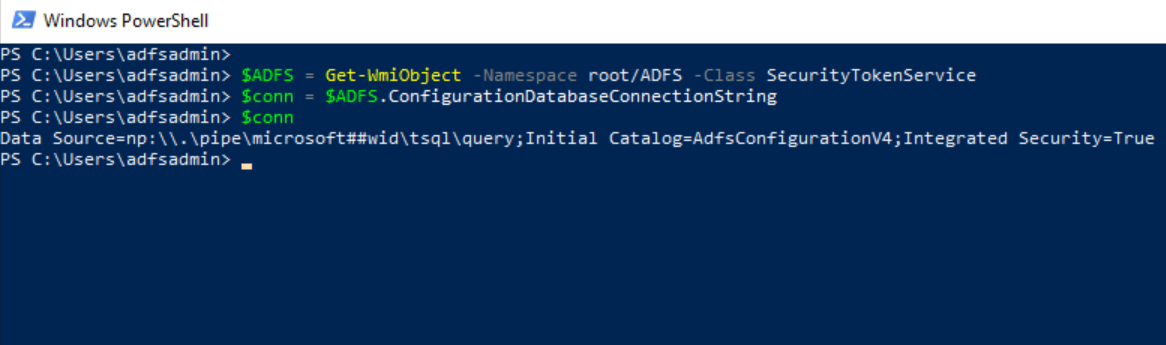 Windows PowerShell
PS C:\Users\adfsadmin>
PS C:\Users\adfsadmin> $ADFS = Get-WmiObject -Namespace root/ADFS -Class SecurityTokenService
PS C:\Users\adfsadmin> $conn = $ADFS.ConfigurationDatabaseConnectionString
PS C:\Users\adfsadmin> $conn
Data Source=np:\\.\pipe\microsoft##wid\tsql\query;Initial Catalog=AdfsConfigurationV4;Integrated Security=True
PS C:\Users\adfsadmin>